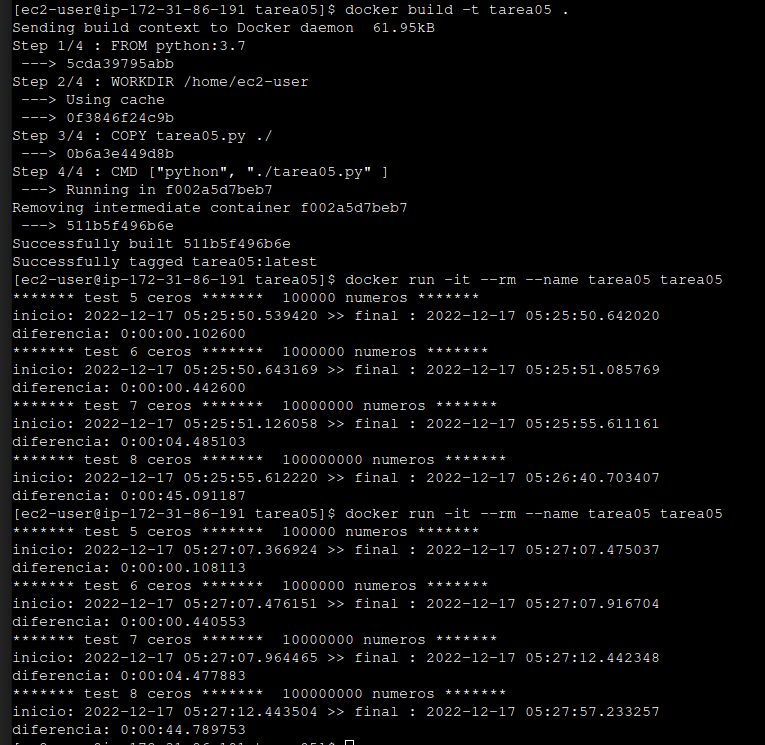 [ec2-user@ip-172-31-86-191 tarea05]$ docker build -t tarea05 .
Sending build context to Docker daemon  61.95kB
Step 1/4 : FROM python:3.7
 ---> 5cda39795abb
Step 2/4 : WORKDIR /home/ec2-user
 ---> Using cache
 ---> 0f3846f24c9b
Step 3/4 : COPY tarea05.py ./
 ---> 0b6a3e449d8b
Step 4/4 : CMD ["python", "./tarea05.py" ]
 ---> Running in f002a5d7beb7
Removing intermediate container f002a5d7beb7
 ---> 511b5f496b6e
Successfully built 511b5f496b6e
Successfully tagged tarea05:latest
[ec2-user@ip-172-31-86-191 tarea05]$ docker run -it --rm --name tarea05 tarea05
******* test 5 ceros *******  100000 numeros *******
inicio: 2022-12-17 05:25:50.539420 >> final : 2022-12-17 05:25:50.642020
diferencia: 0:00:00.102600
******* test 6 ceros *******  1000000 numeros *******
inicio: 2022-12-17 05:25:50.643169 >> final : 2022-12-17 05:25:51.085769
diferencia: 0:00:00.442600
******* test 7 ceros *******  10000000 numeros *******
inicio: 2022-12-17 05:25:51.126058 >> final : 2022-12-17 05:25:55.611161
diferencia: 0:00:04.485103
******* test 8 ceros *******  100000000 numeros *******
inicio: 2022-12-17 05:25:55.612220 >> final : 2022-12-17 05:26:40.703407
diferencia: 0:00:45.091187
[ec2-user@ip-172-31-86-191 tarea05]$ docker run -it --rm --name tarea05 tarea05
******* test 5 ceros *******  100000 numeros *******
inicio: 2022-12-17 05:27:07.366924 >> final : 2022-12-17 05:27:07.475037
diferencia: 0:00:00.108113
******* test 6 ceros *******  1000000 numeros *******
inicio: 2022-12-17 05:27:07.476151 >> final : 2022-12-17 05:27:07.916704
diferencia: 0:00:00.440553
******* test 7 ceros *******  10000000 numeros *******
inicio: 2022-12-17 05:27:07.964465 >> final : 2022-12-17 05:27:12.442348
diferencia: 0:00:04.477883
******* test 8 ceros *******  100000000 numeros *******
inicio: 2022-12-17 05:27:12.443504 >> final : 2022-12-17 05:27:57.233257
diferencia: 0:00:44.789753